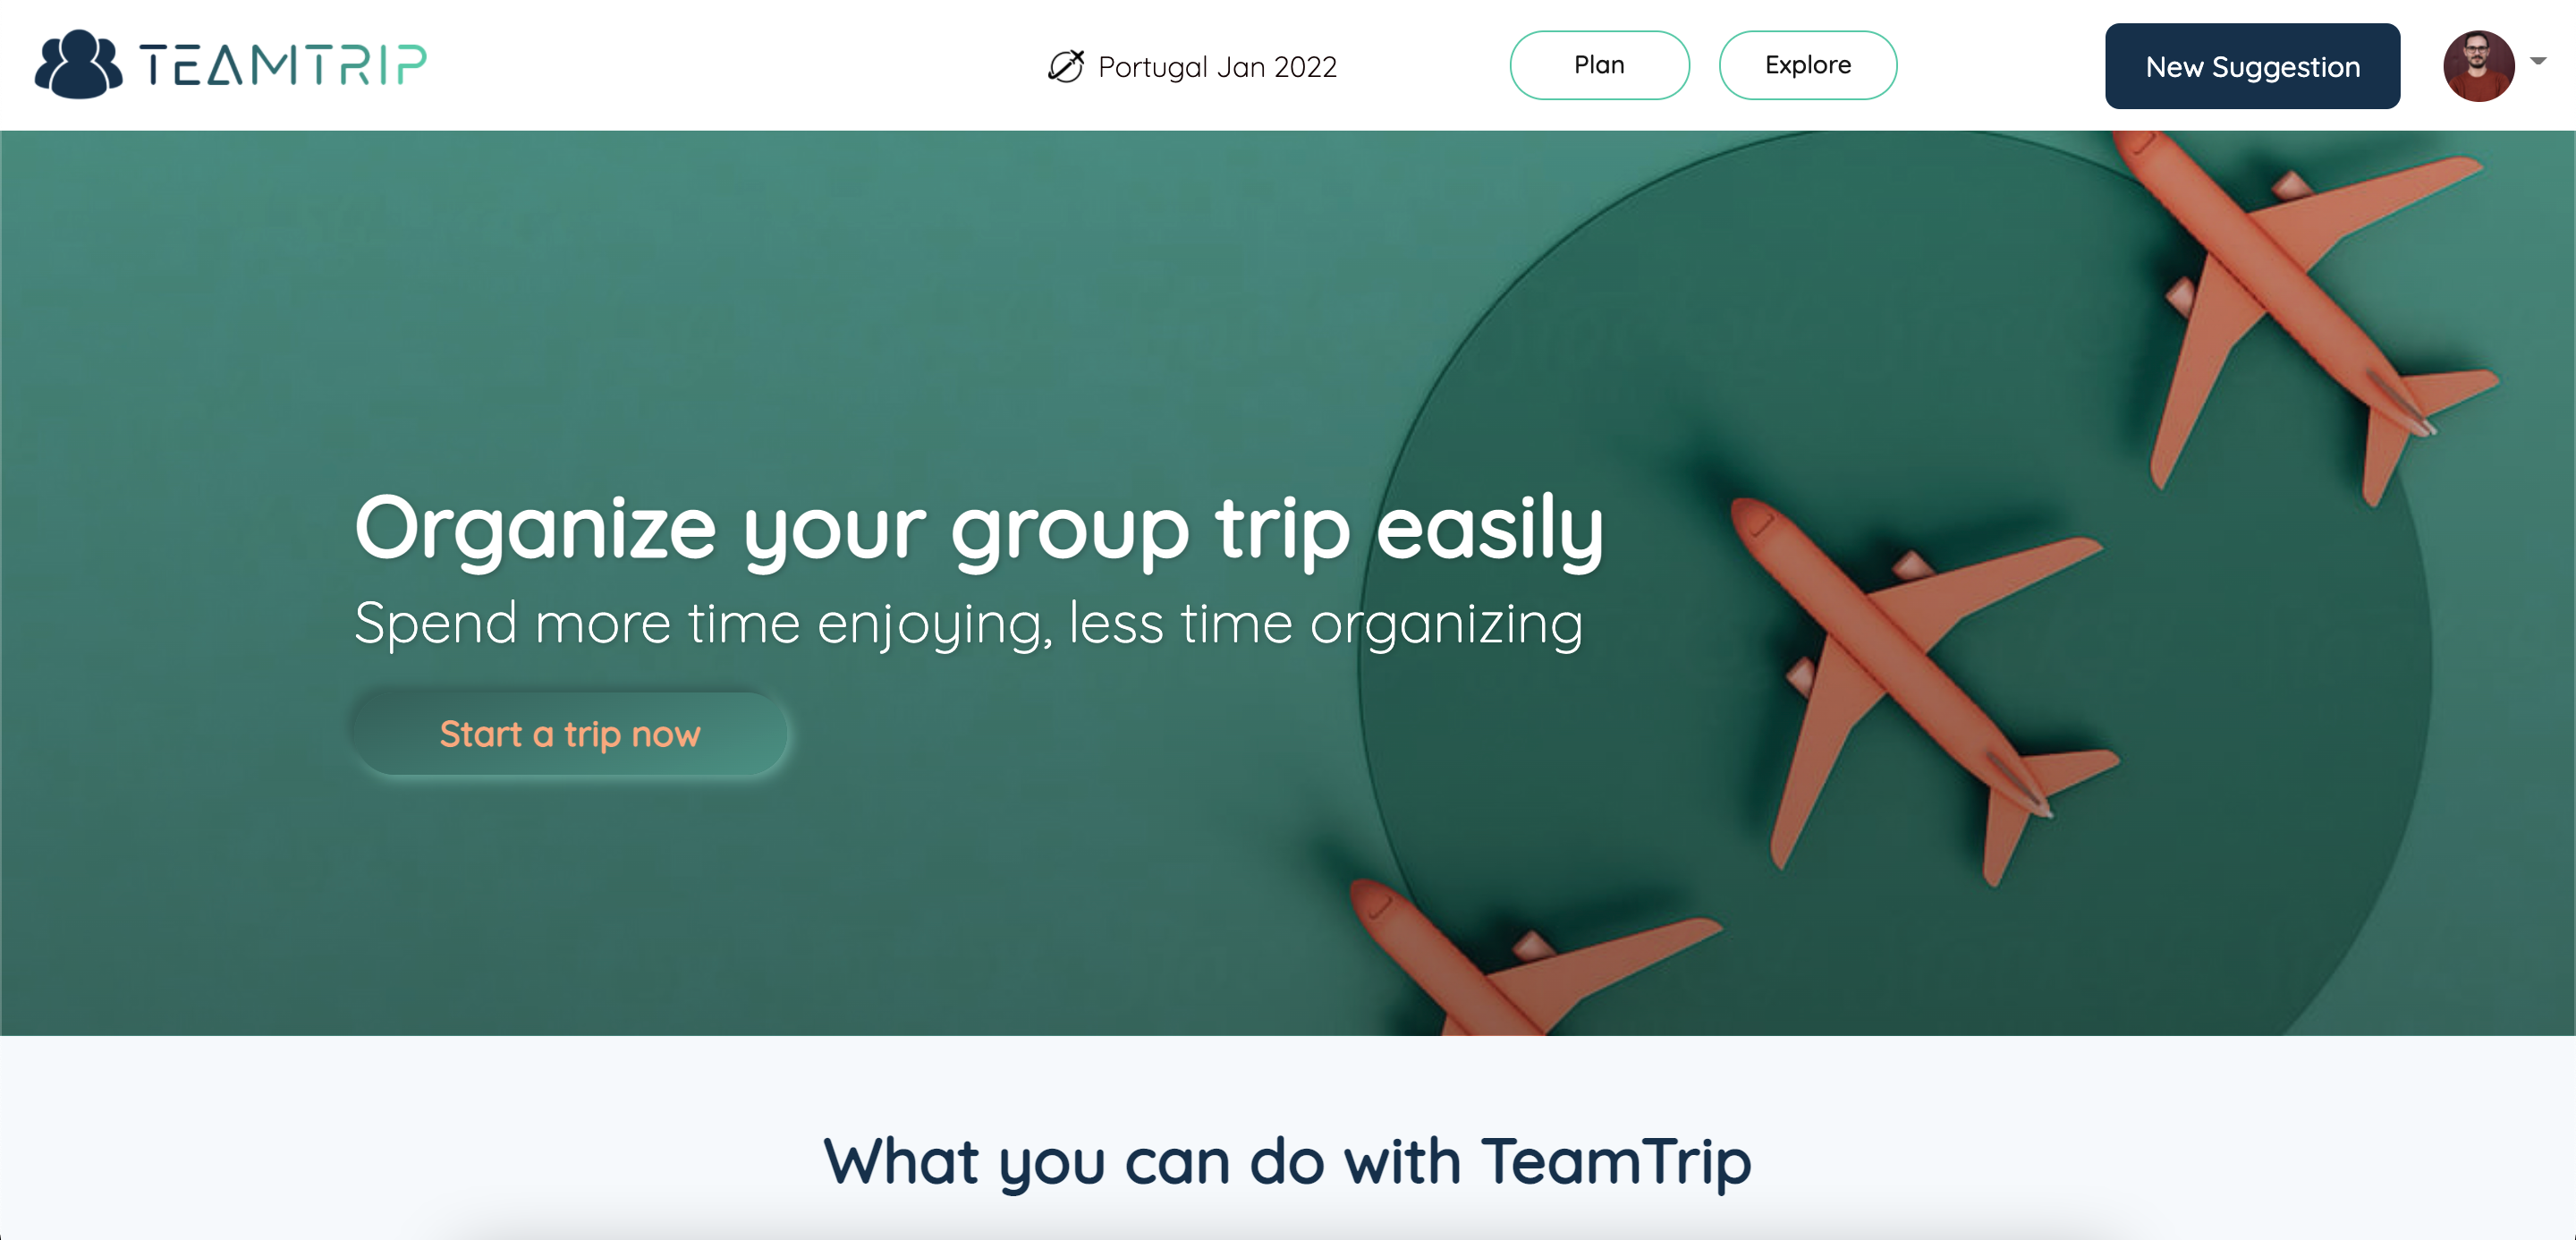 TEAMTRIP
Portugal Jan 2022
Plan
Explore
New Suggestion
Organize your group trip easily
Spend more time enjoying, less time organizing
Start a trip now
What you can do with TeamTrip